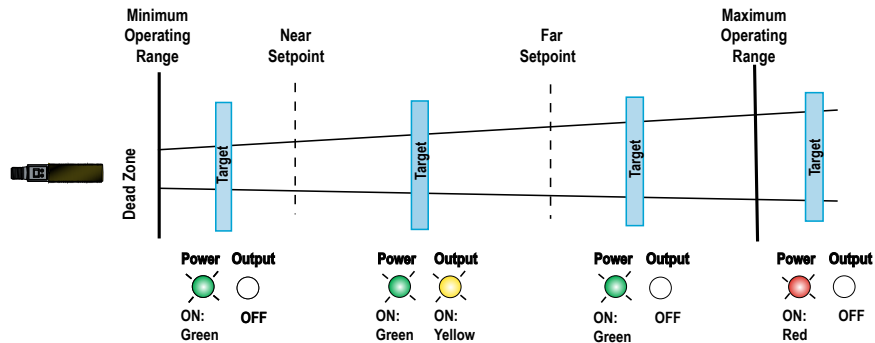 Minimum
Operating
Range
Near
Setpoint
Far
Setpoint
Maximum
Operating
Range
Dead Zone
Target
Target
Target
Target
Power Output
ON:
Green
OFF
Power Output
ON:
Green
ON:
Yellow
Power Output
ON:
Green
OFF
Power Output
ON:
Red
OFF